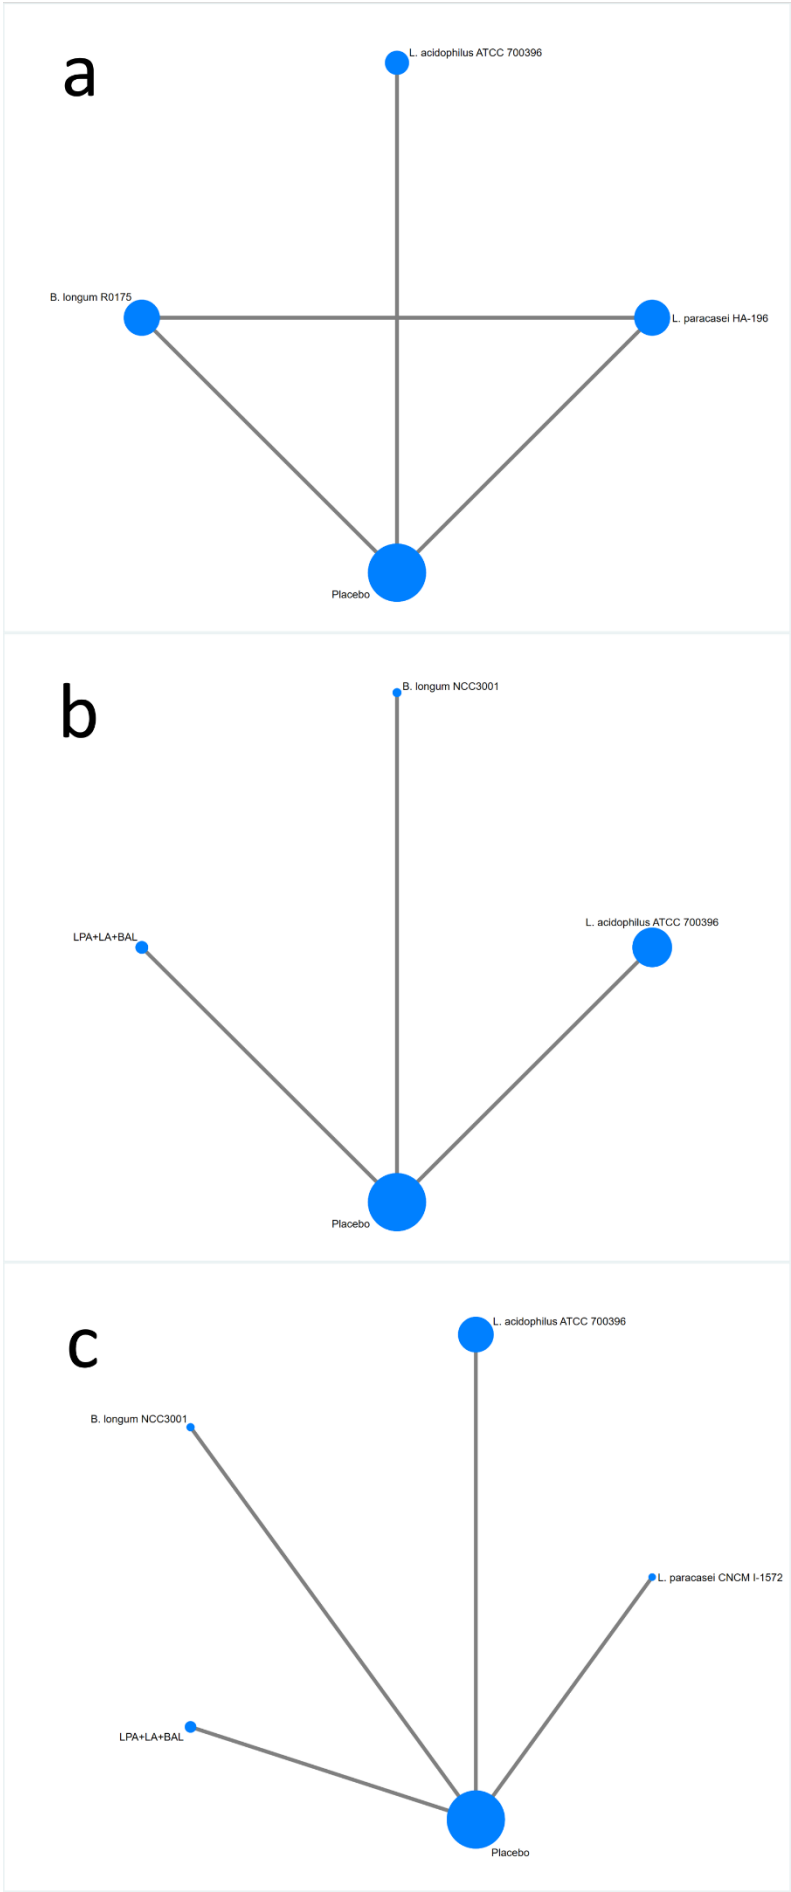 a
L. acidophilus ATCC 700396
B. longum R0175
L. paracasei HA-196
Placebo
b
B. longum NCC3001
L. acidophilus ATCC 700396
LPA+LA+BAL
Placebo
c
L. acidophilus ATCC 700396
B. longum NCC3001
L. paracasei CNCM I-1572
LPA+LA+BAL
Placebo